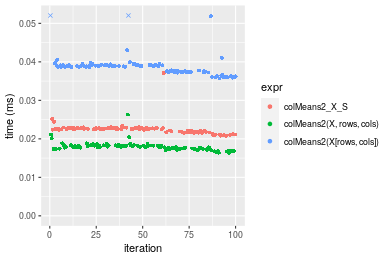 0.05
0.04
0.03
0.02
0.01
0.00
time (ms)
0
25
50
75
100
iteration
expr
colMeans2_X_S
colMeans2(X, rows, cols)
colMeans2(X[rows, cols])